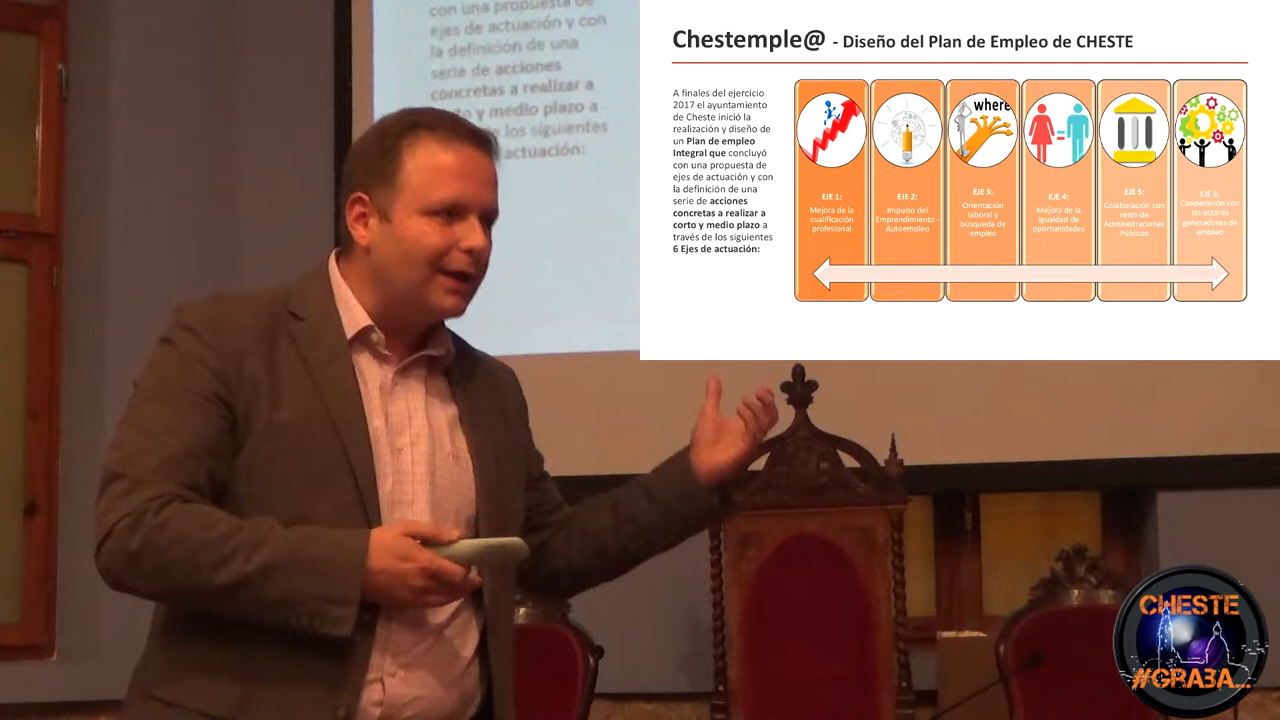 con una propuesta de
ejes de actuación y con
la definición de una
serie de acciones
concretas a realizar a
corto y medio plazo a
de los siguientes
actuación:
Chestemple@ - Diseño del Plan de Empleo de CHESTE
A finales del ejercicio
2017 el ayuntamiento
de Cheste inició la
realización y diseño de
un Plan de empleo
Integral que concluyó
con una propuesta de
ejes de actuación y con
la definición de una
serie de acciones
concretas a realizar a
corto y medio plazo a
través de los siguientes
6 Ejes de actuación:
where
EJE 1:
Mejora de la
cualificación
profesional
EJE 2:
Impulso del
Emprendimiento -
Autoempleo
EJE 3:
Orientación
laboral y
búsqueda de
empleo
EJE 4:
Mejora de la
igualdad de
oportunidades
EJE 5:
Colaboración con
resto de
Administraciones
Públicas
EJE 6:
Cooperación con
los actores
generadores de
empleo
CHESTE
#GRABA...